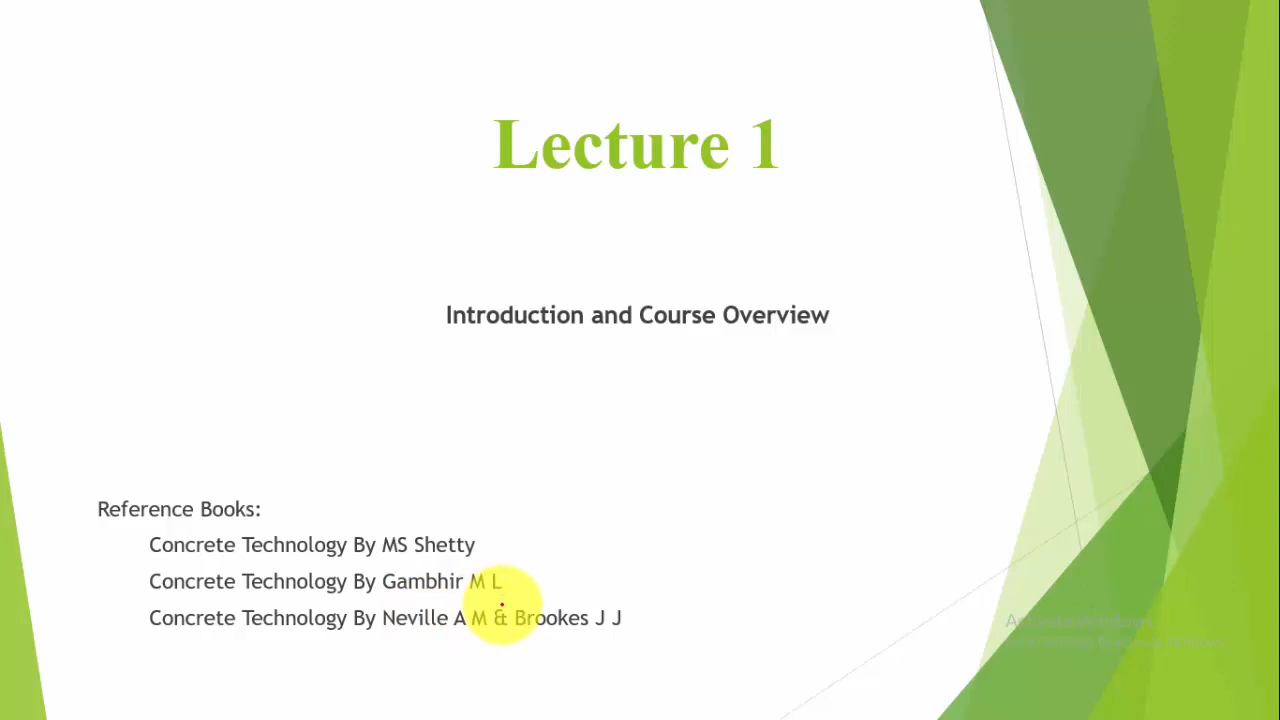 Lecture 1
Introduction and Course Overview
Reference Books:
Concrete Technology By MS Shetty
Concrete Technology By Gambhir M L
Concrete Technology By Neville A M & Brookes J J